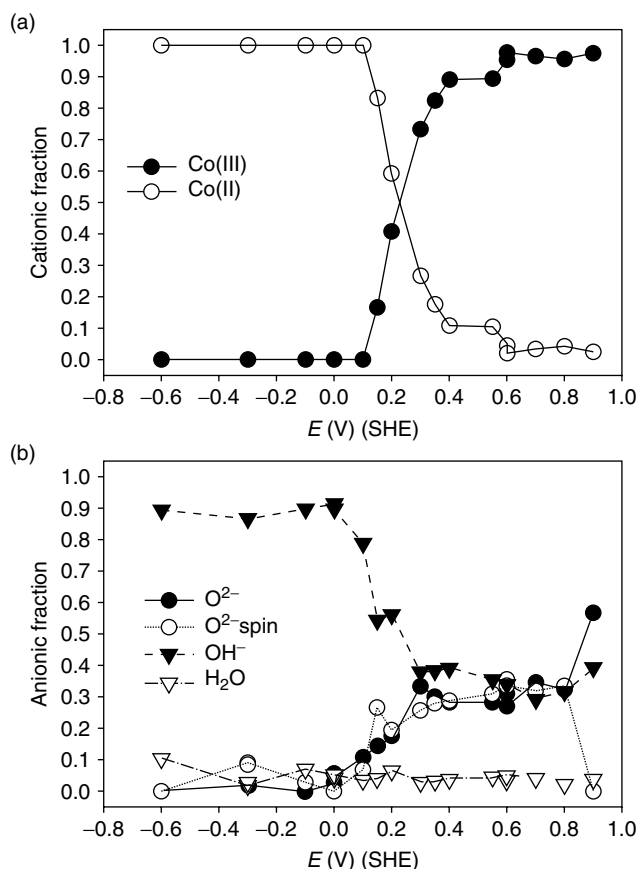 (a)
1.0
0.9
0.8
0.7
0.6
0.5
0.4
0.3
0.2
0.1
0.0
Cationic fraction
Co(III)
Co(II)
−0.8 −0.6 −0.4 −0.2 0.0 0.2 0.4 0.6 0.8 1.0
E (V) (SHE)
(b)
1.0
0.9
0.8
0.7
0.6
0.5
0.4
0.3
0.2
0.1
0.0
Anionic fraction
O²⁻
O²⁻spin
OH⁻
H₂O
−0.8 −0.6 −0.4 −0.2 0.0 0.2 0.4 0.6 0.8 1.0
E (V) (SHE)